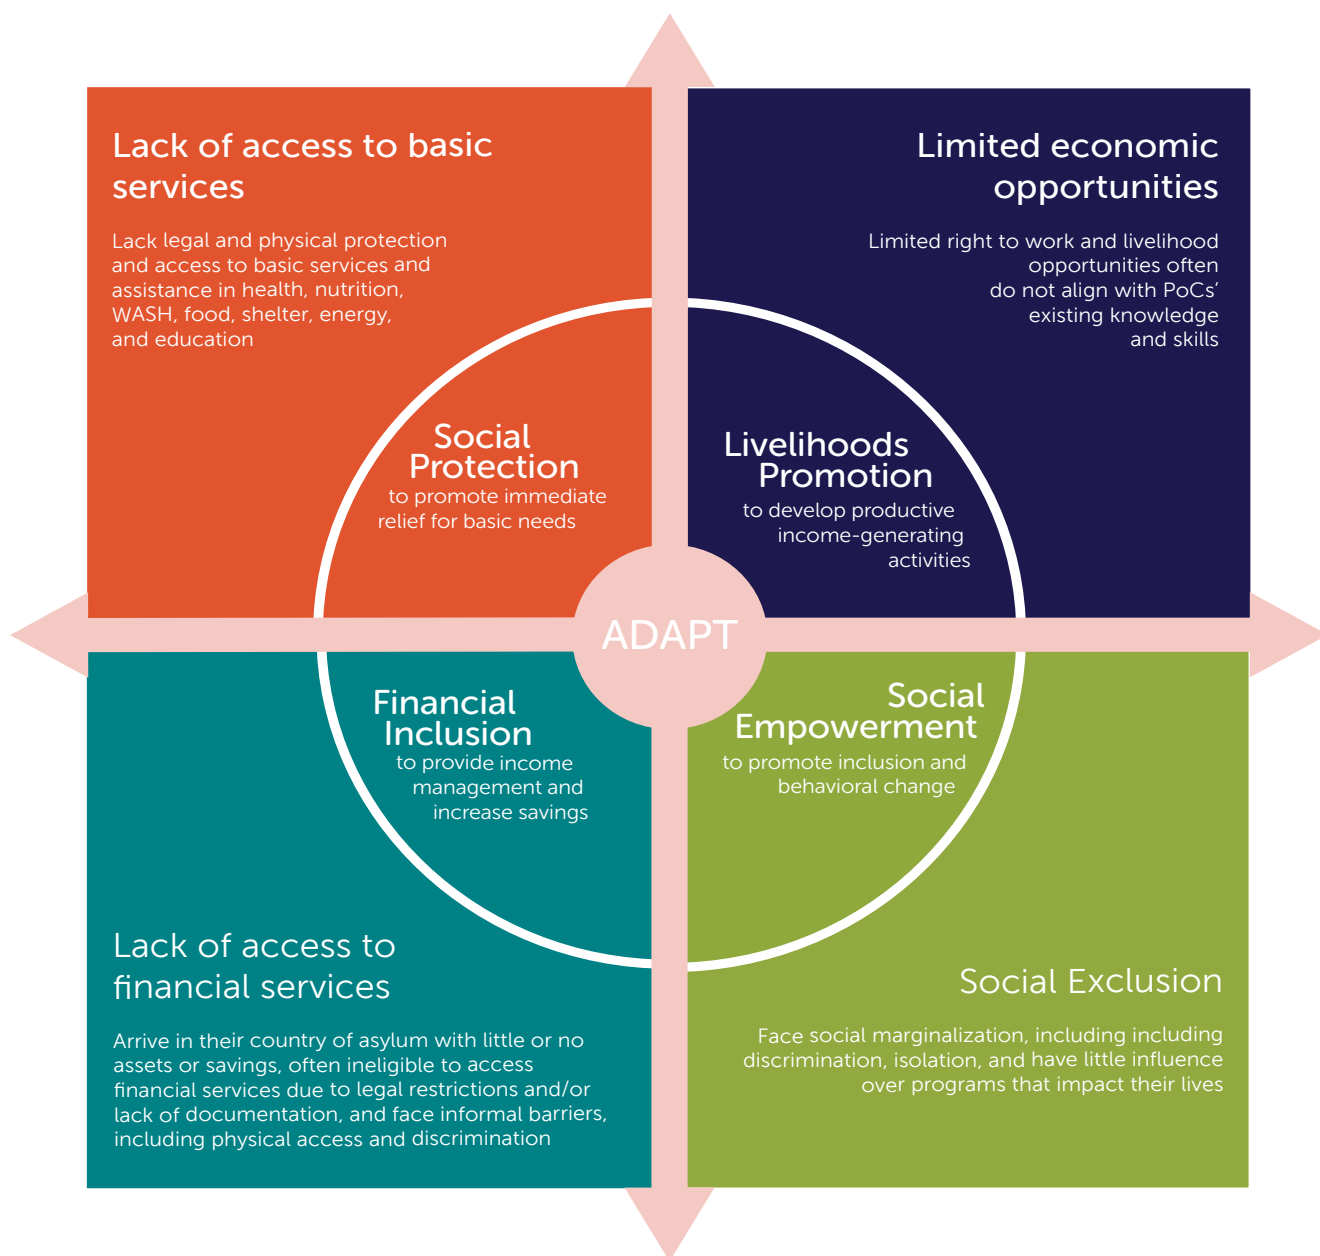 Lack of access to basic
services
Lack legal and physical protection
and access to basic services and
assistance in health, nutrition,
WASH, food, shelter, energy,
and education
Social
Protection
to promote immediate
relief for basic needs
Limited economic
opportunities
Limited right to work and livelihood
opportunities often
do not align with PoCs’
existing knowledge
and skills
Livelihoods
Promotion
to develop productive
income-generating
activities
ADAPT
Financial
Inclusion
to provide income
management and
increase savings
Lack of access to
financial services
Arrive in their country of asylum with little or no
assets or savings, often ineligible to access
financial services due to legal restrictions and/or
lack of documentation, and face informal barriers,
including physical access and discrimination
Social
Empowerment
to promote inclusion and
behavioral change
Social Exclusion
Face social marginalization, including including
discrimination, isolation, and have little influence
over programs that impact their lives